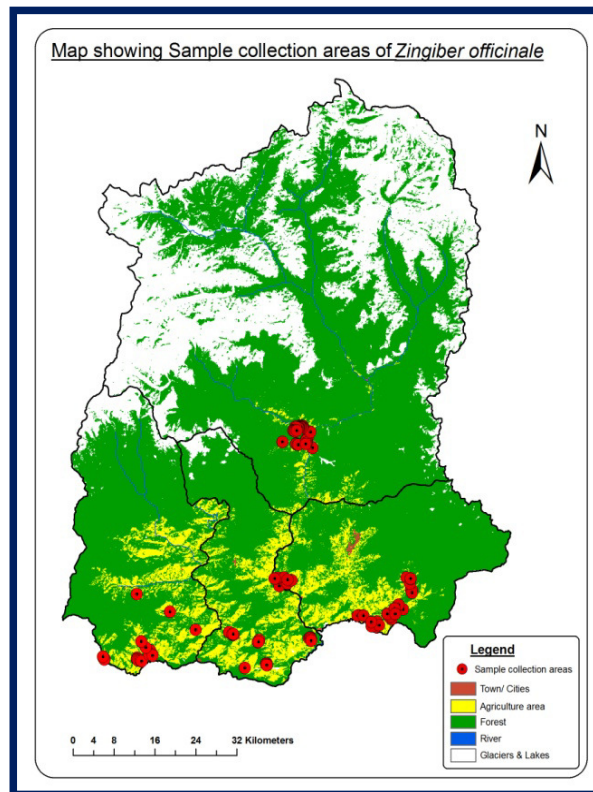 Map showing Sample collection areas of Zingiber officinale
N
Legend
Sample collection areas
Town/ Cities
Agriculture area
Forest
River
Glaciers & Lakes
0 4 8 16 24 32 Kilometers